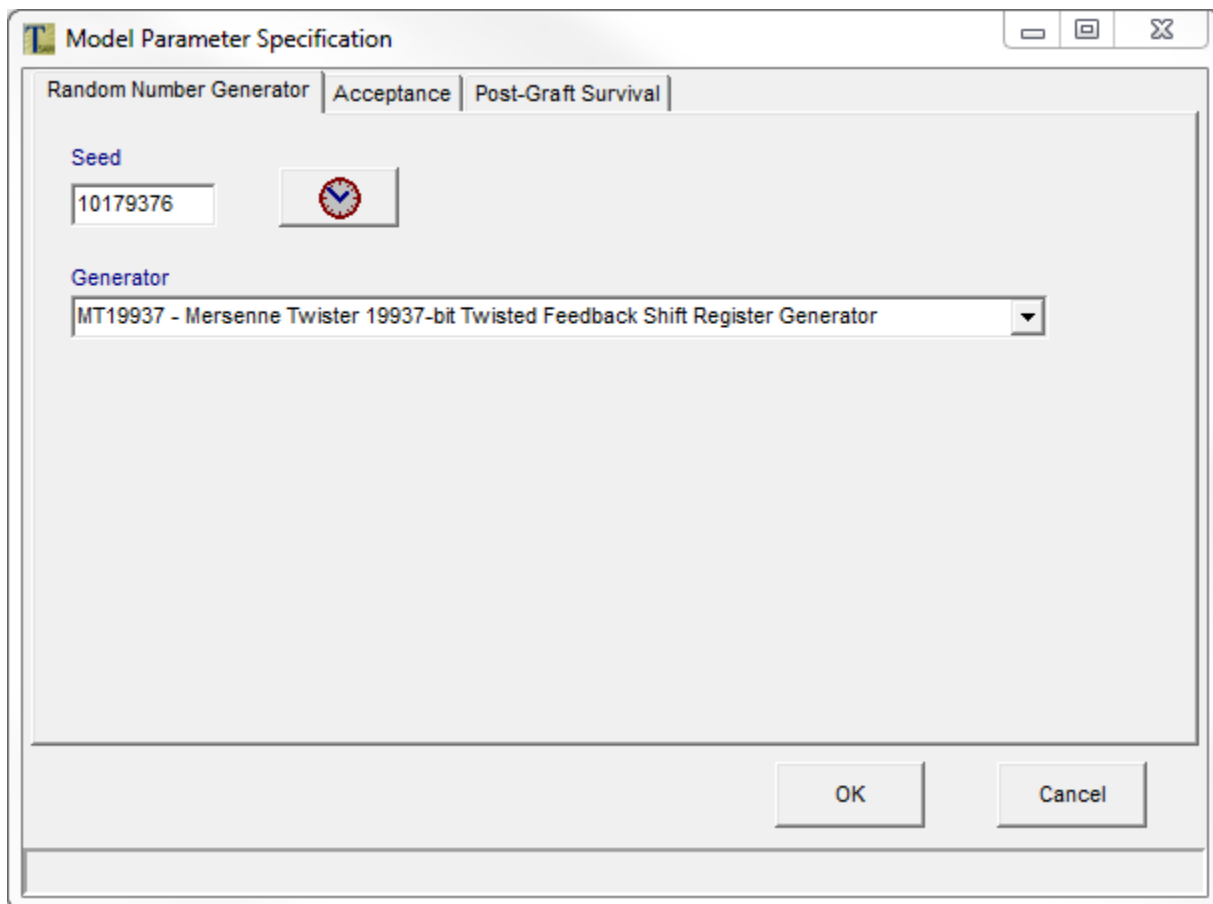 Model Parameter Specification
Random Number Generator Acceptance Post-Graft Survival
Seed
10179376
Generator
MT19937 - Mersenne Twister 19937-bit Twisted Feedback Shift Register Generator
OK Cancel